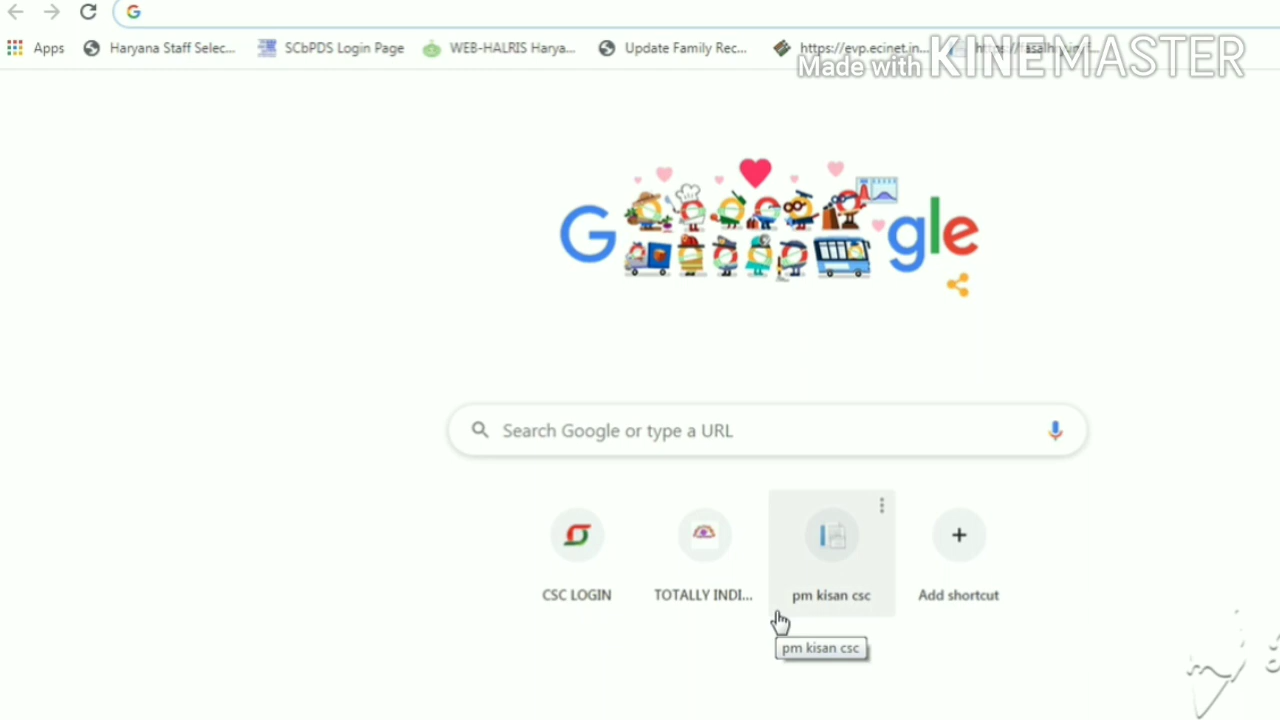 Apps Haryana Staff Selec... SCbPDS Login Page WEB-HALRIS Harya... Update Family Rec... https://evp.ecinet.in...
Made with KINEMASTER
Google
Search Google or type a URL
CSC LOGIN TOTALLY INDI... pm kisan csc Add shortcut
pm kisan csc